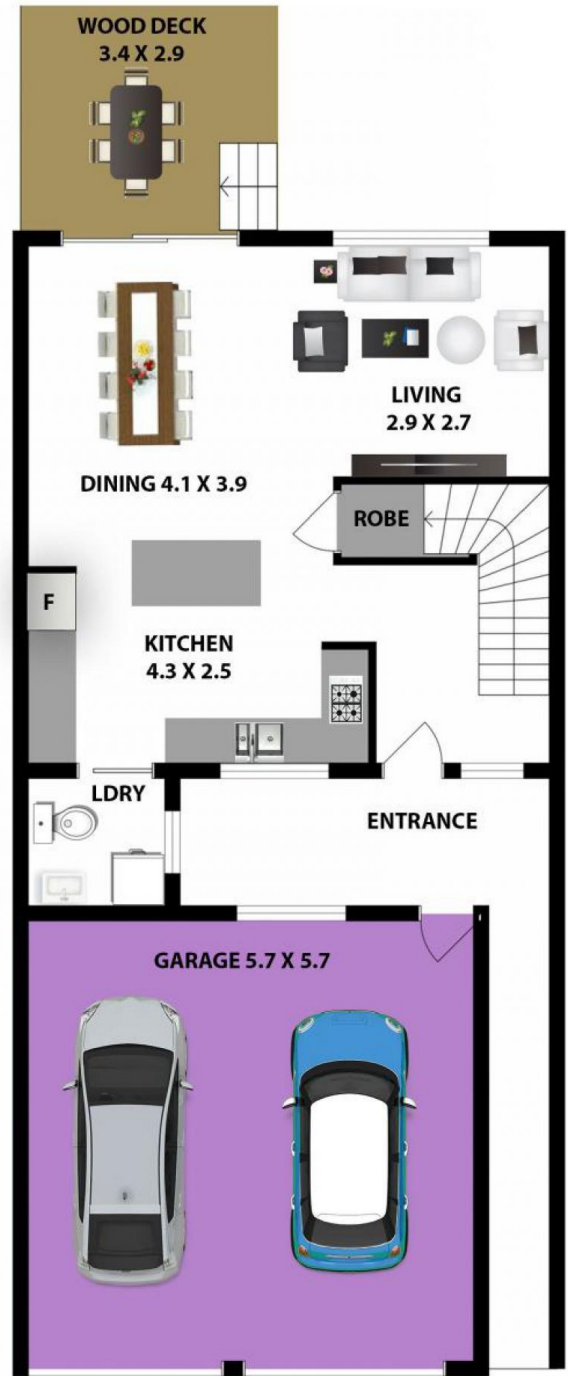 WOOD DECK
3.4 X 2.9
LIVING
2.9 X 2.7
DINING 4.1 X 3.9
ROBE
F
KITCHEN
4.3 X 2.5
LDRY
ENTRANCE
GARAGE 5.7 X 5.7